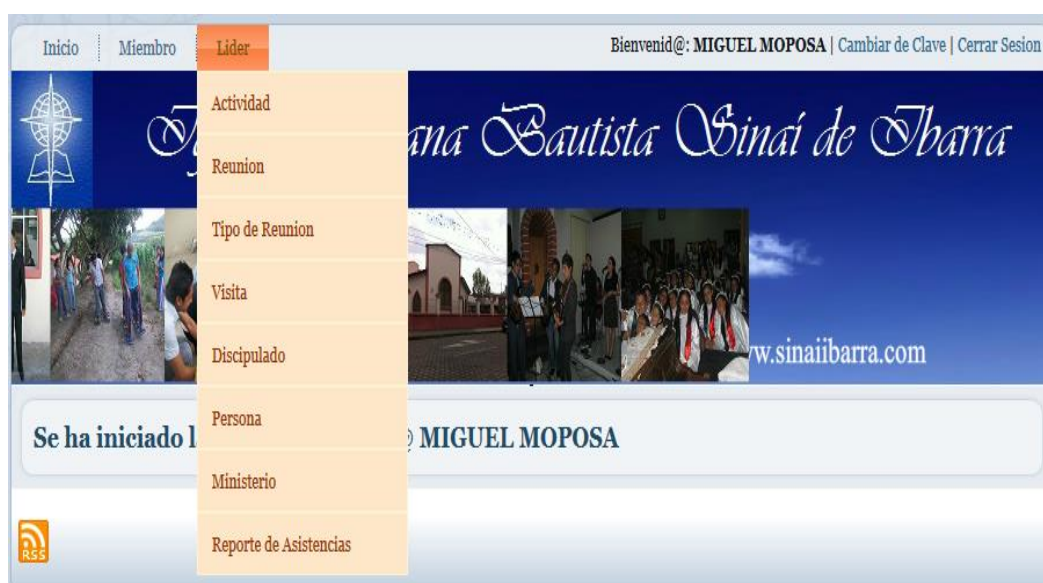 Inicio Miembro Lider Bienvenid@: MIGUEL MOPOSA | Cambiar de Clave | Cerrar Sesion
Actividad
ana Bautista Sinaí de Ibarra
Reunion
Tipo de Reunion
Visita
Discipulado
w.sinaiibarra.com
Persona
Se ha iniciado l @ MIGUEL MOPOSA
Ministerio
Reporte de Asistencias
RSS